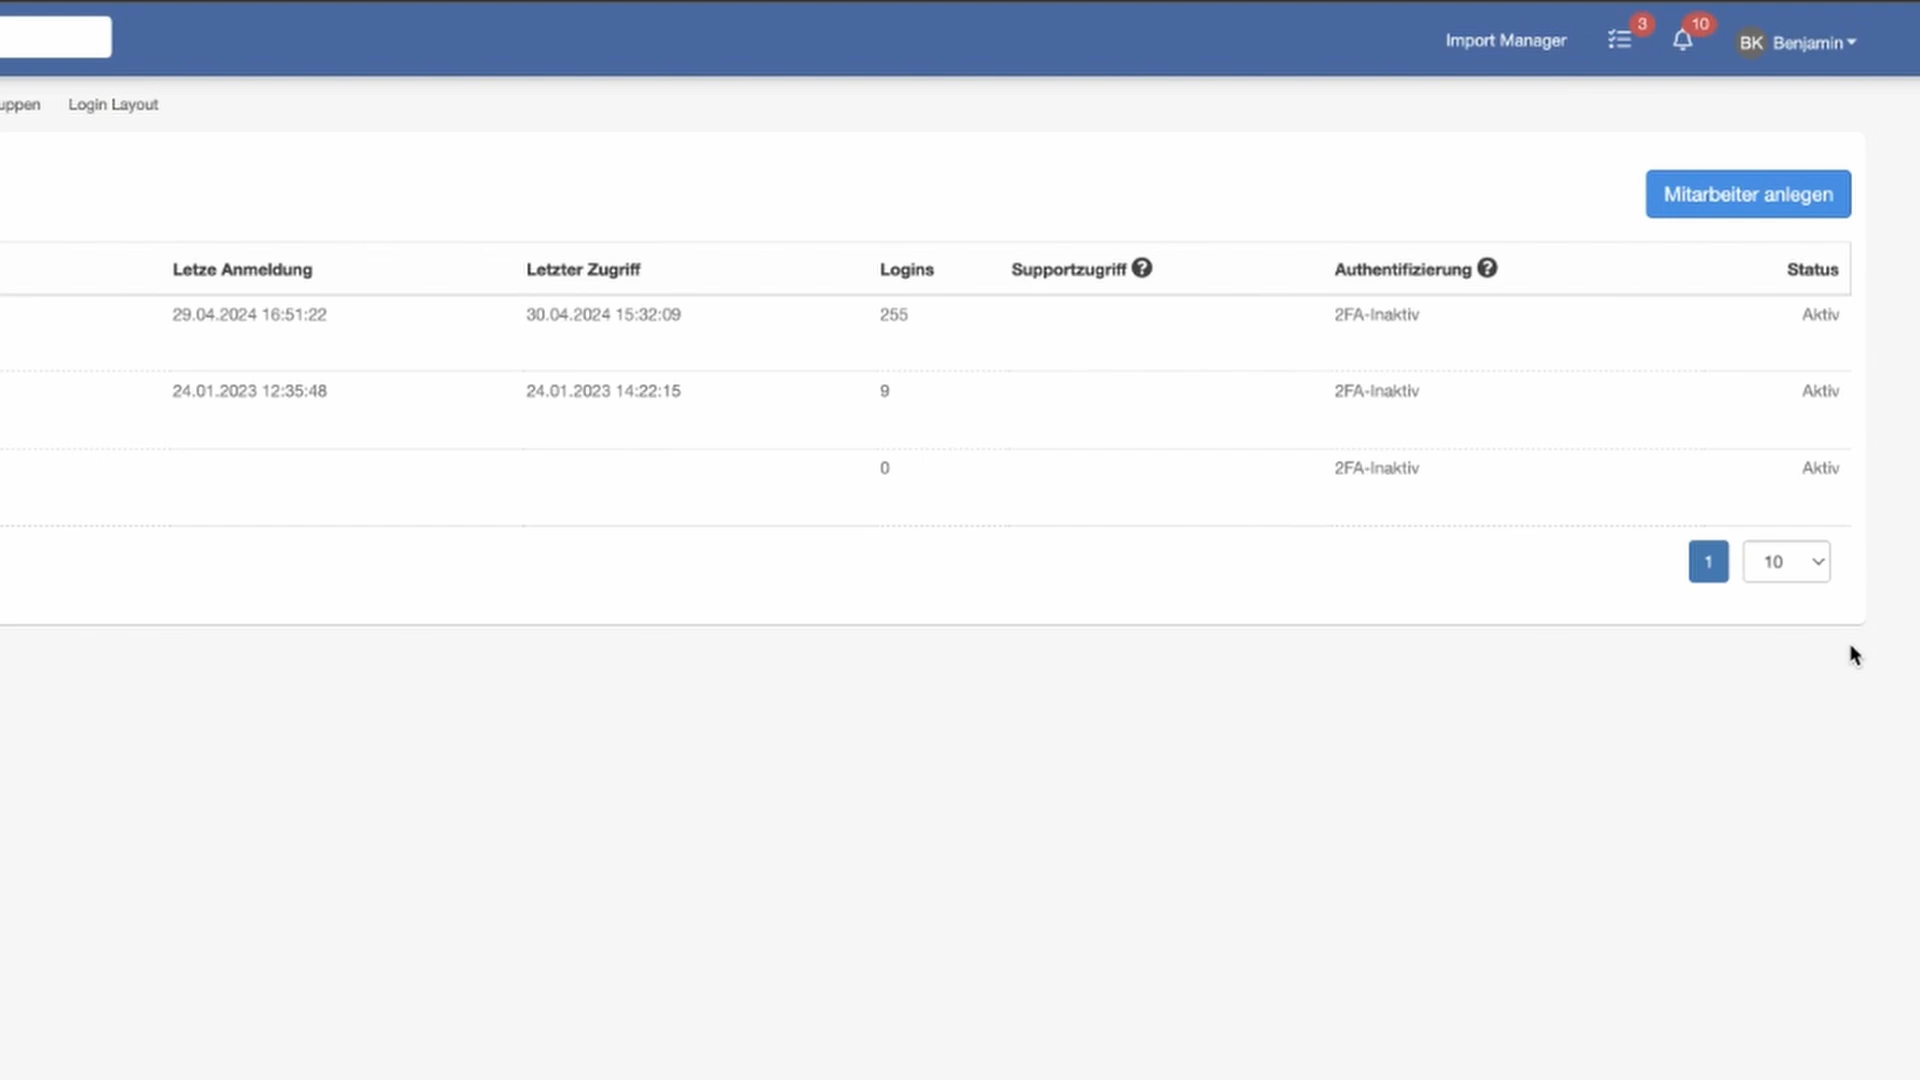 Import Manager 3 10 BK Benjamin
uppen Login Layout
Mitarbeiter anlegen
Letze Anmeldung Letzter Zugriff Logins Supportzugriff ? Authentifizierung ? Status
29.04.2024 16:51:22 30.04.2024 15:32:09 255 2FA-Inaktiv Aktiv
24.01.2023 12:35:48 24.01.2023 14:22:15 9 2FA-Inaktiv Aktiv
0 2FA-Inaktiv Aktiv
1 10